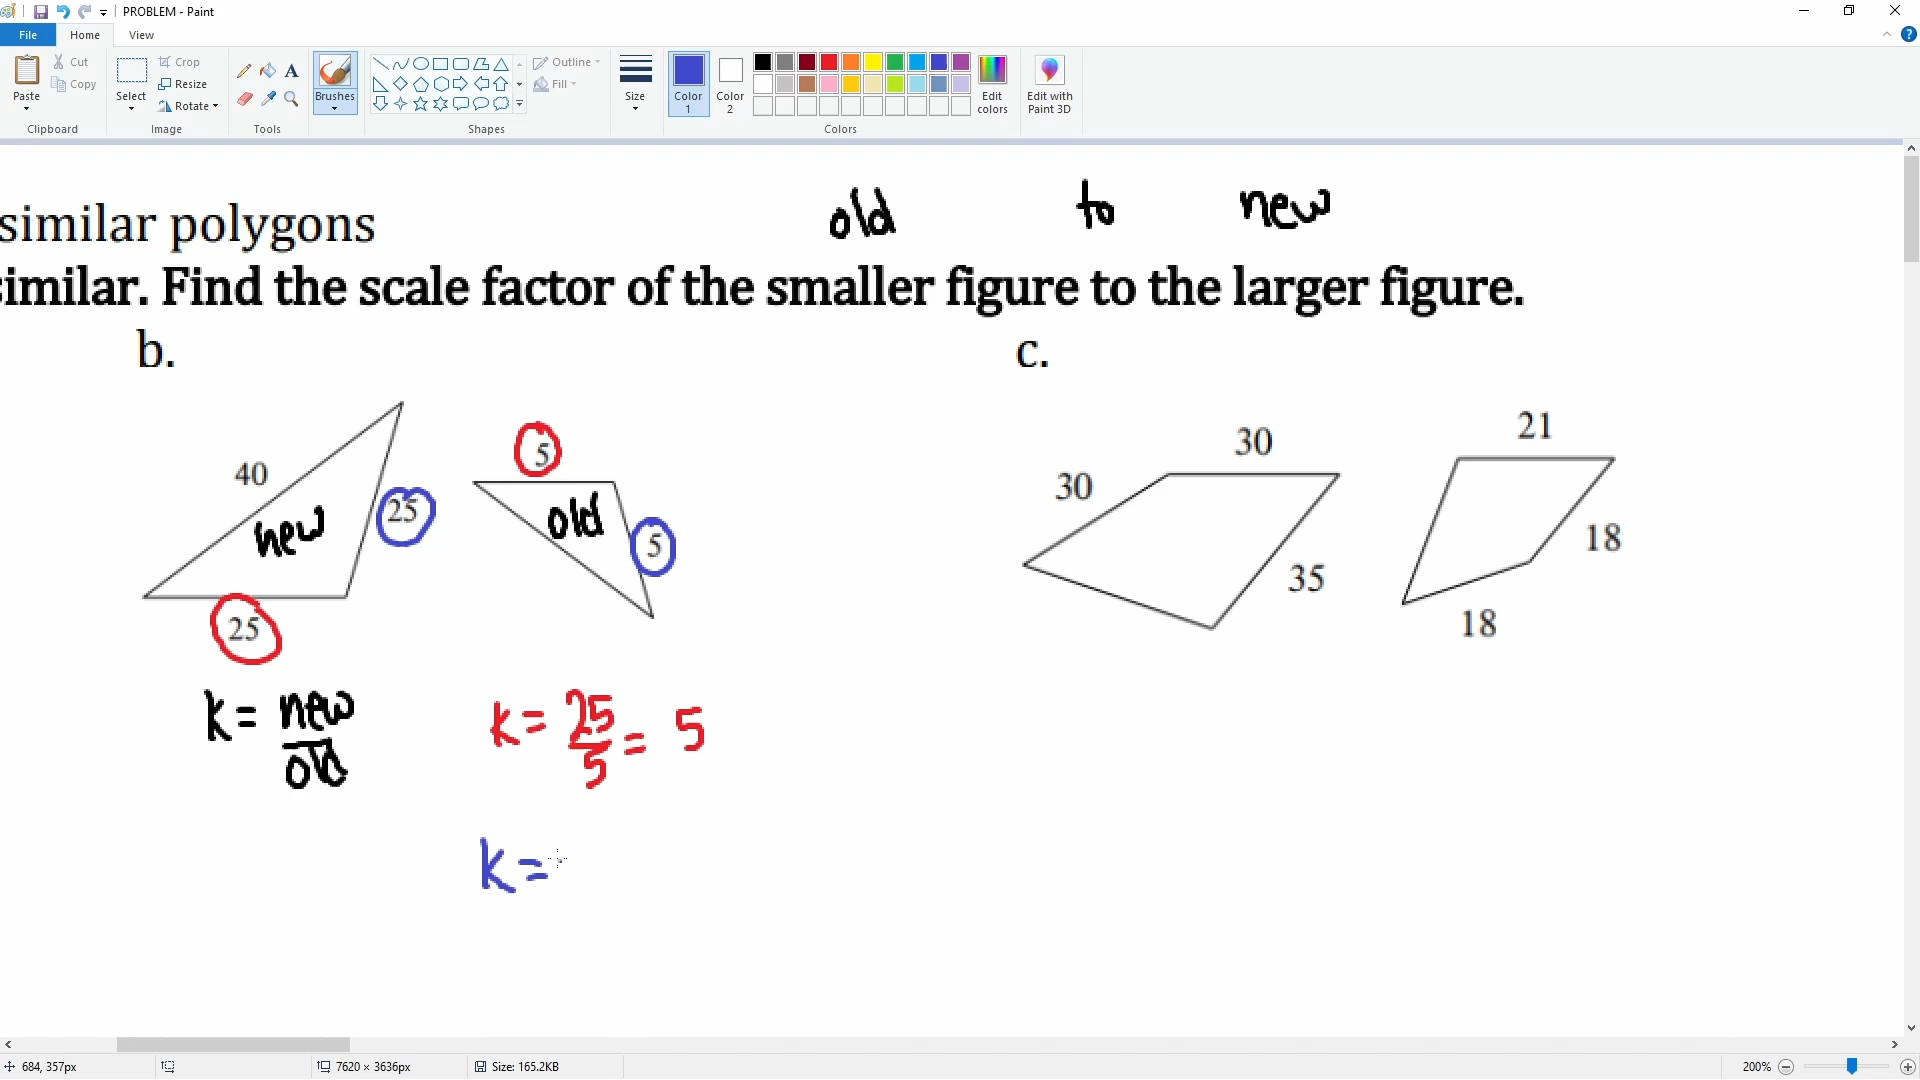 PROBLEM - Paint
File Home View
Paste
Cut
Copy
Clipboard
Select
Crop
Resize
Rotate
Image
A
Tools
Brushes
Outline
Fill
Shapes
Size
Color 1
Color 2
Colors
Edit colors
Edit with Paint 3D
old to new
similar polygons
similar. Find the scale factor of the smaller figure to the larger figure.
b.
c.
40
new
25
25
5
old
5
30
30
35
21
18
18
k = new/old
k = 25/5 = 5
k =
684, 357px
7620 × 3636px
Size: 165.2KB
200%